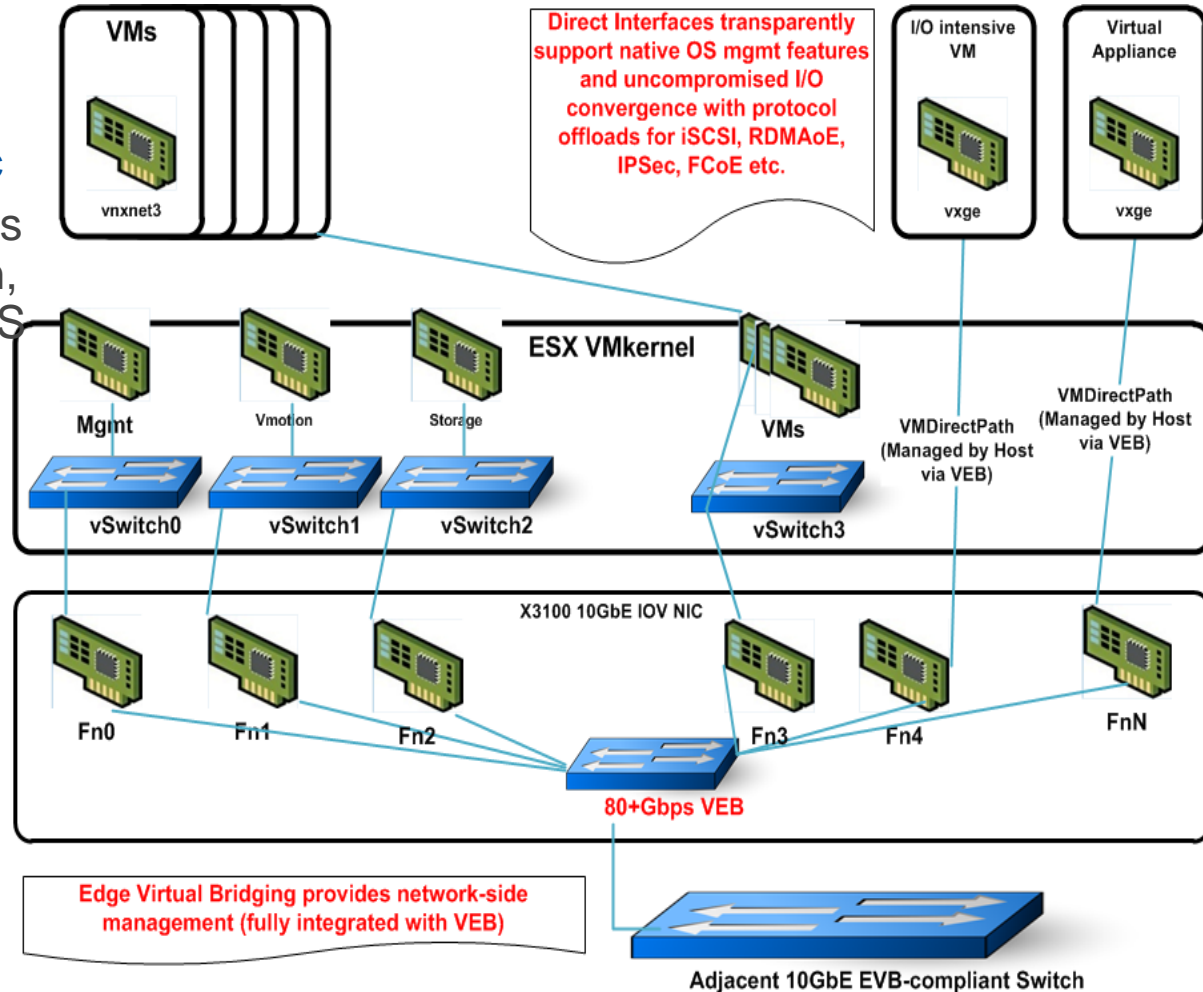 VMs
vnxnet3
Direct Interfaces transparently
support native OS mgmt features
and uncompromised I/O
convergence with protocol
offloads for iSCSI, RDMAoE,
IPSec, FCoE etc.
I/O intensive
VM
vxge
Virtual
Appliance
vxge
ESX VMkernel
Mgmt
Vmotion
Storage
VMs
VMDirectPath
(Managed by Host
via VEB)
VMDirectPath
(Managed by Host
via VEB)
vSwitch0
vSwitch1
vSwitch2
vSwitch3
X3100 10GbE IOV NIC
Fn0
Fn1
Fn2
Fn3
Fn4
FnN
80+Gbps VEB
Edge Virtual Bridging provides network-side
management (fully integrated with VEB)
Adjacent 10GbE EVB-compliant Switch